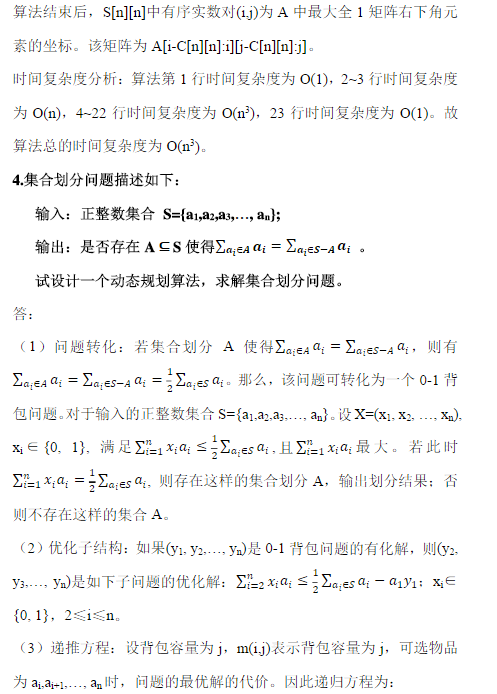 算法结束后，S[n][n]中有序实数对(i,j)为 A 中最大全 1 矩阵右下角元
素的坐标。该矩阵为 A[i-C[n][n]:i][j-C[n][n]:j]。
时间复杂度分析：算法第 1 行时间复杂度为 O(1)，2~3 行时间复杂度
为 O(n)，4~22 行时间复杂度为 O(n³)，23 行时间复杂度为 O(1)。故
算法总的时间复杂度为 O(n³)。
4.集合划分问题描述如下：
输入：正整数集合 S={a₁,a₂,a₃,…, aₙ};
输出：是否存在 A⊆S 使得∑_{aᵢ∈A} aᵢ = ∑_{aᵢ∈S−A} aᵢ 。
试设计一个动态规划算法，求解集合划分问题。
答：
（1）问题转化：若集合划分 A 使得∑_{aᵢ∈A} aᵢ = ∑_{aᵢ∈S−A} aᵢ，则有
∑_{aᵢ∈A} aᵢ = ∑_{aᵢ∈S−A} aᵢ = ½∑_{aᵢ∈S} aᵢ。那么，该问题可转化为一个 0-1 背
包问题。对于输入的正整数集合 S={a₁,a₂,a₃,…, aₙ}。设 X=(x₁, x₂, …, xₙ),
xᵢ∈{0, 1}, 满足∑ⁿᵢ₌₁ xᵢaᵢ ≤ ½∑_{aᵢ∈S} aᵢ,且∑ⁿᵢ₌₁ xᵢaᵢ最大。若此时
∑ⁿᵢ₌₁ xᵢaᵢ = ½∑_{aᵢ∈S} aᵢ, 则存在这样的集合划分 A，输出划分结果；否
则不存在这样的集合 A。
（2）优化子结构：如果(y₁, y₂,…, yₙ)是 0-1 背包问题的有化解，则(y₂,
y₃,…, yₙ)是如下子问题的优化解：∑ⁿᵢ₌₂ xᵢaᵢ ≤ ½∑_{aᵢ∈S} aᵢ − a₁y₁；xᵢ∈
{0, 1}，2≤i≤n。
（3）递推方程：设背包容量为 j，m(i,j)表示背包容量为 j，可选物品
为 aᵢ,aᵢ₊₁,…, aₙ 时，问题的最优解的代价。因此递归方程为：